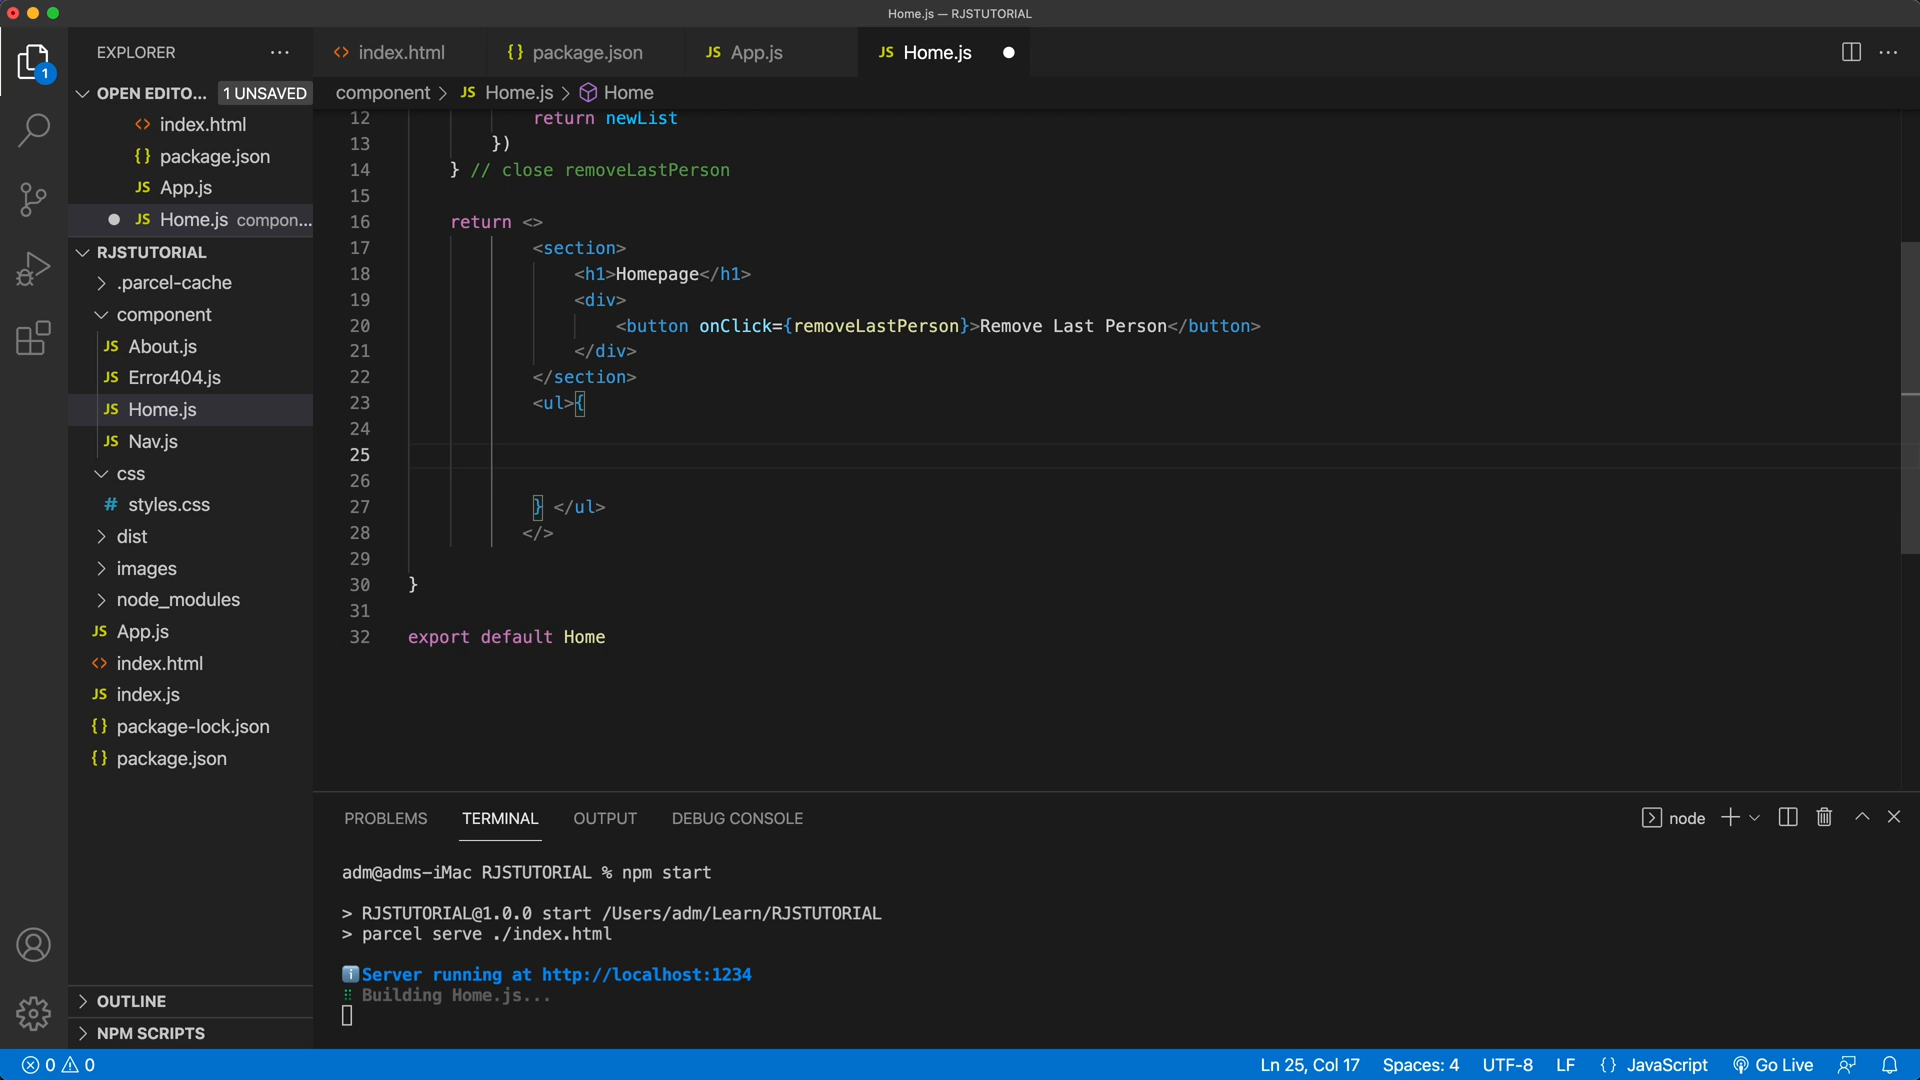 Home.js — RJSTUTORIAL
EXPLORER
index.html
package.json
App.js
Home.js
1
OPEN EDITO... 1 UNSAVED
index.html
package.json
App.js
Home.js compon...
RJSTUTORIAL
.parcel-cache
component
About.js
Error404.js
Home.js
Nav.js
css
styles.css
dist
images
node_modules
App.js
index.html
index.js
package-lock.json
package.json
OUTLINE
NPM SCRIPTS
component > JS Home.js > Home
12 return newList
13 })
14 } // close removeLastPerson
15
16 return <>
17 <section>
18 <h1>Homepage</h1>
19 <div>
20 <button onClick={removeLastPerson}>Remove Last Person</button>
21 </div>
22 </section>
23 <ul>{
24
25
26
27 } </ul>
28 </>
29
30 }
31
32 export default Home
PROBLEMS TERMINAL OUTPUT DEBUG CONSOLE
node
adm@adms-iMac RJSTUTORIAL % npm start
> RJSTUTORIAL@1.0.0 start /Users/adm/Learn/RJSTUTORIAL
> parcel serve ./index.html
Server running at http://localhost:1234
Building Home.js...
0 0
Ln 25, Col 17 Spaces: 4 UTF-8 LF {} JavaScript Go Live